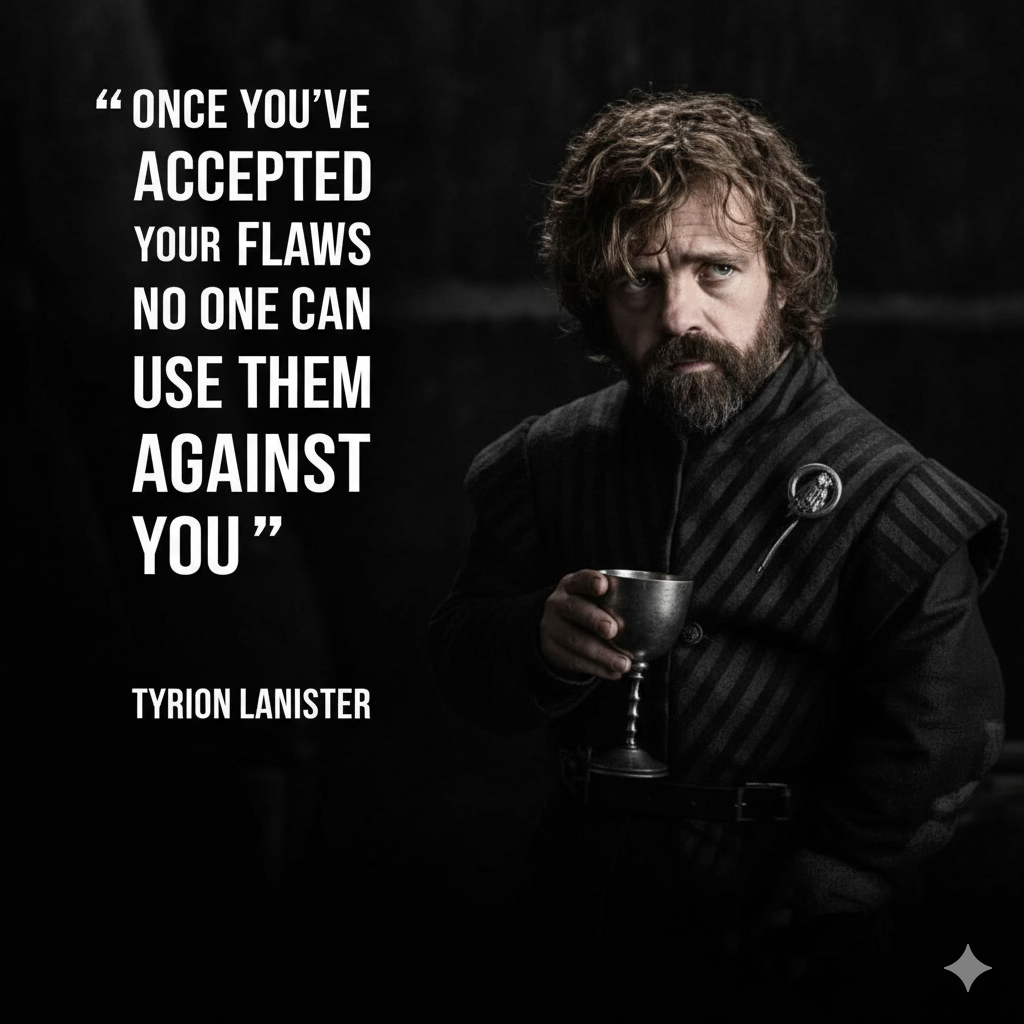 “ ONCE YOU’VE
ACCEPTED
YOUR FLAWS
NO ONE CAN
USE THEM
AGAINST
YOU ”
TYRION LANISTER